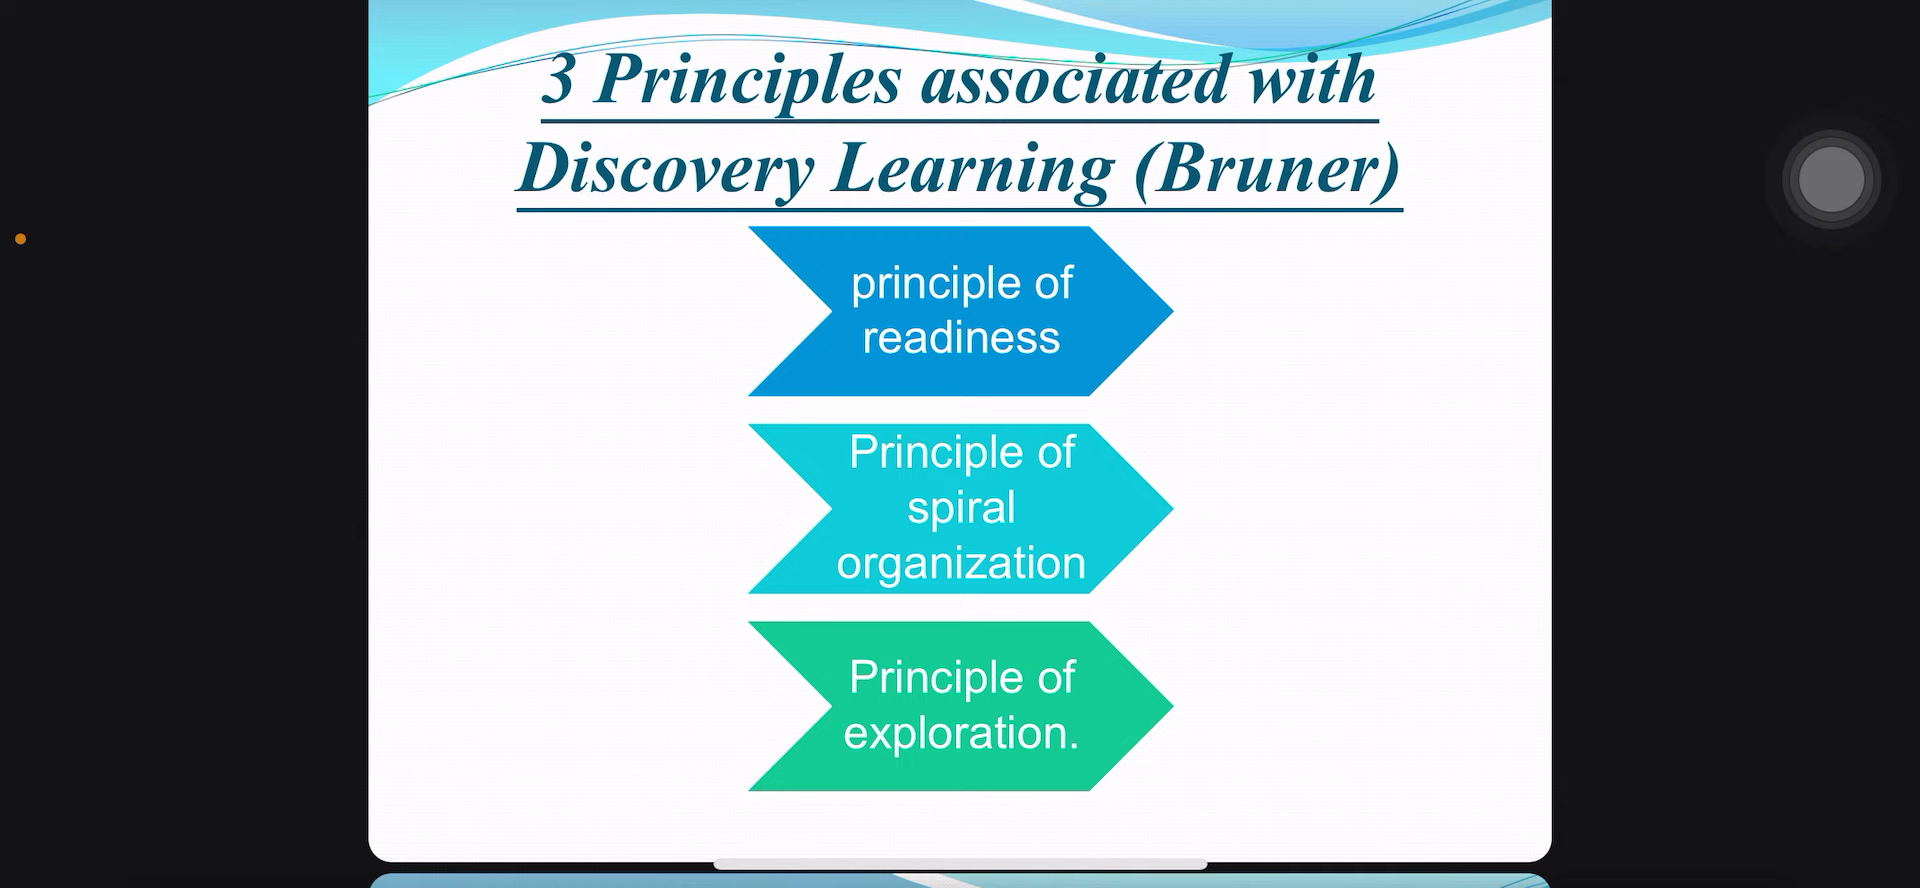 3 Principles associated with
Discovery Learning (Bruner)
principle of
readiness
Principle of
spiral
organization
Principle of
exploration.